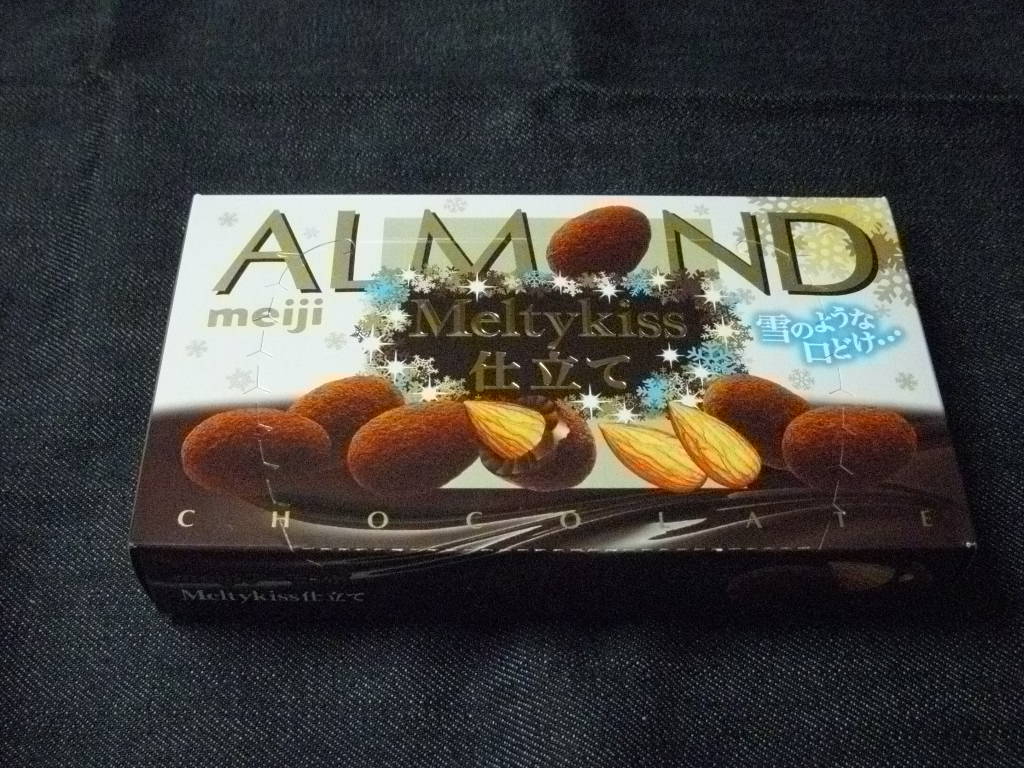 ALMOND
meiji
Meltykiss
仕立て
雪のような
口どけ…
CHOCOLATE
Meltykiss仕立て